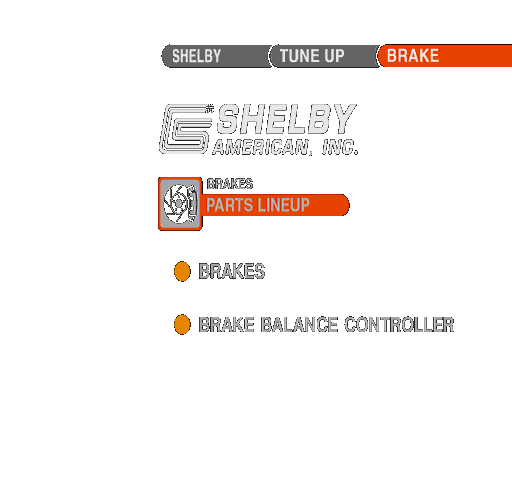 SHELBY TUNE UP BRAKE
SHELBY
AMERICAN, INC.
BRAKES
PARTS LINEUP
BRAKES
BRAKE BALANCE CONTROLLER